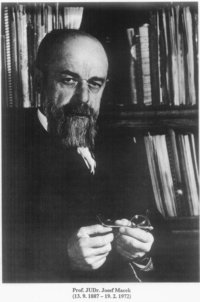 Prof. JUDr. Josef Macek
(13. 9. 1887 – 19. 2. 1972)